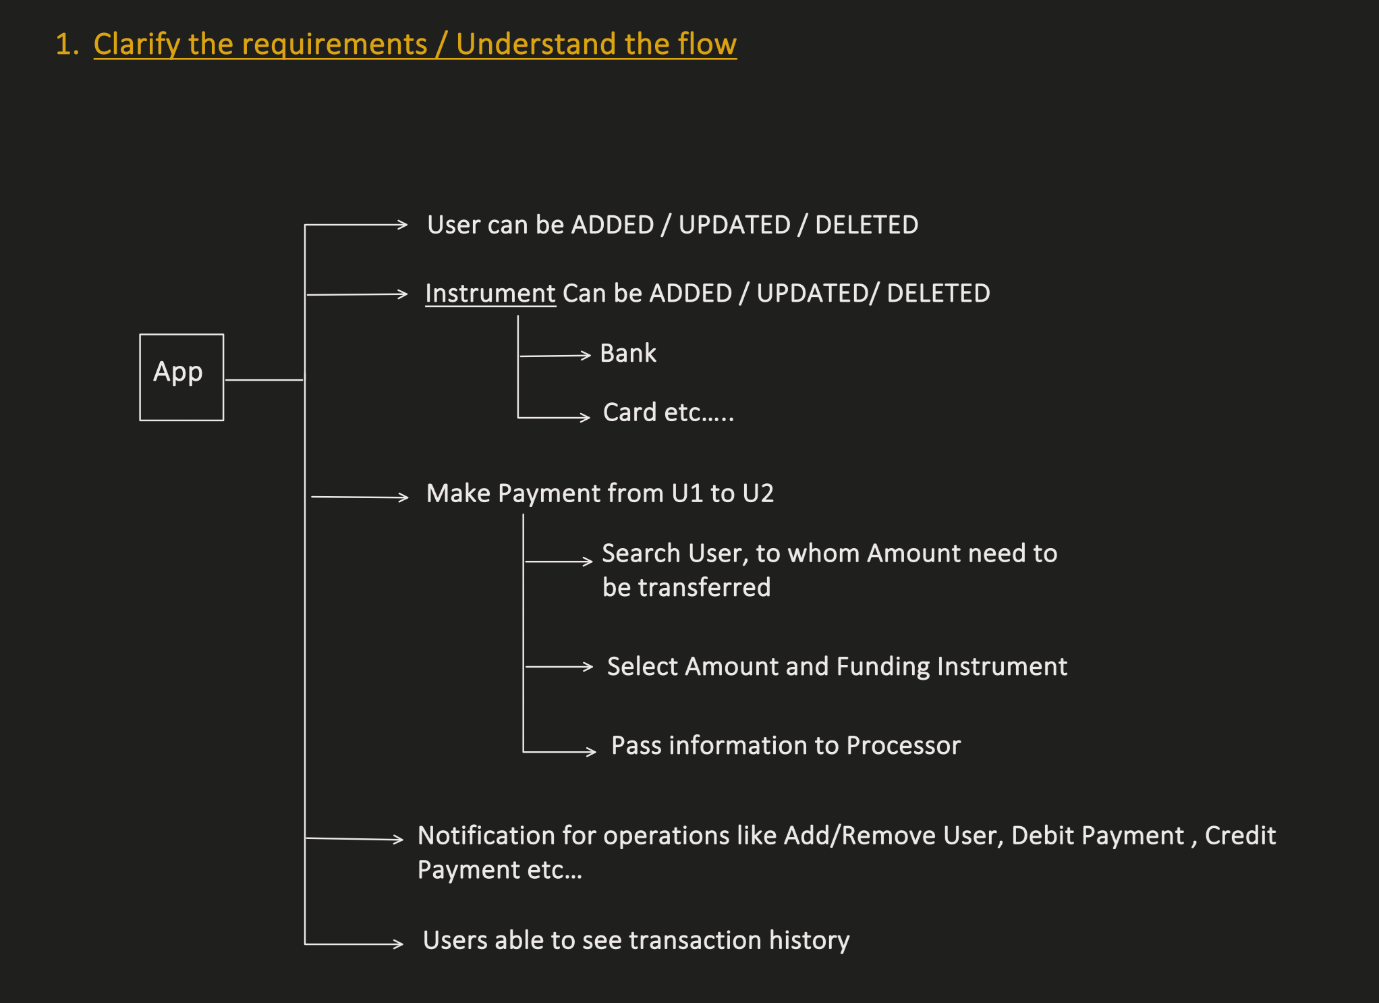 1. Clarify the requirements / Understand the flow
User can be ADDED / UPDATED / DELETED
Instrument Can be ADDED / UPDATED/ DELETED
Bank
App
Card etc.....
Make Payment from U1 to U2
Search User, to whom Amount need to
be transferred
Select Amount and Funding Instrument
Pass information to Processor
Notification for operations like Add/Remove User, Debit Payment , Credit
Payment etc...
Users able to see transaction history